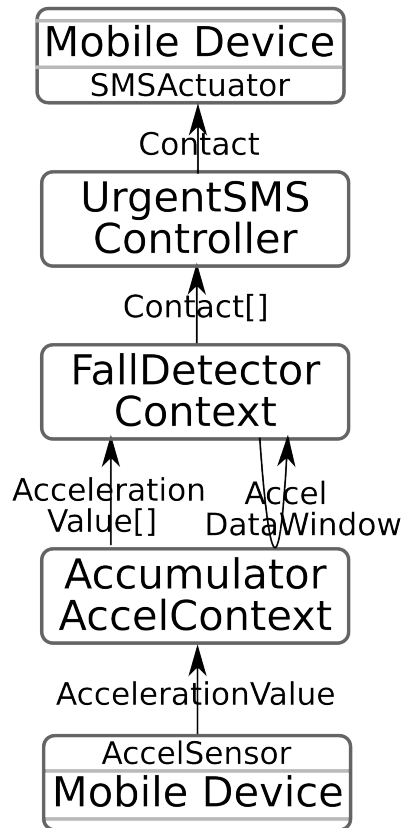 Mobile Device
SMSActuator
Contact
UrgentSMS
Controller
Contact[]
FallDetector
Context
Acceleration
Value[]
Accel
DataWindow
Accumulator
AccelContext
AccelerationValue
AccelSensor
Mobile Device